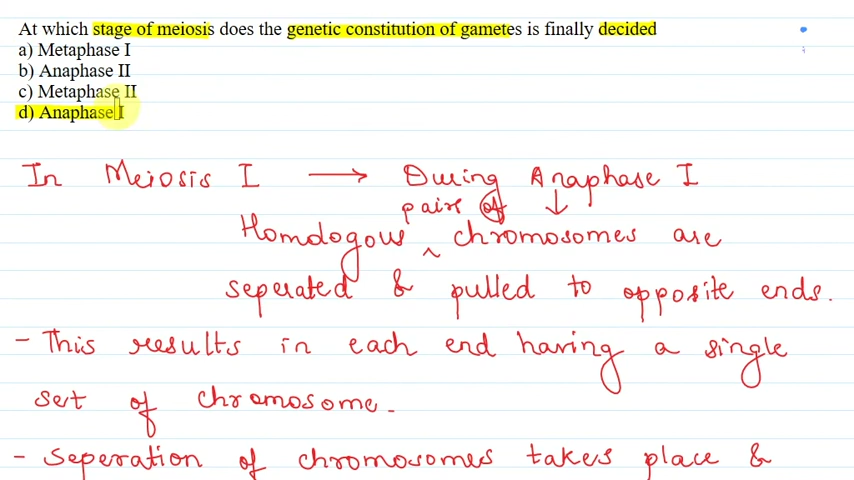 At which stage of meiosis does the genetic constitution of gametes is finally decided
a) Metaphase I
b) Anaphase II
c) Metaphase II
d) Anaphase I
In Meiosis I → During Anaphase I
pairs of ↓
Homologous ^ chromosomes are
seperated & pulled to opposite ends.
- This results in each end having a single
set of chromosome.
- Seperation of chromosomes takes place &